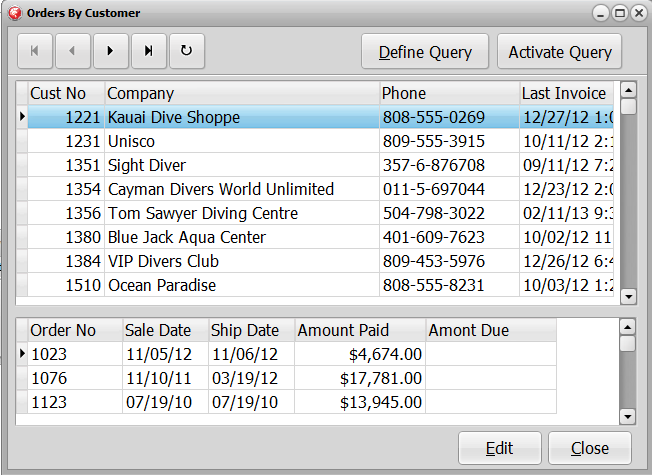 Orders By Customer
Define Query Activate Query
Cust No Company Phone Last Invoice
1221 Kauai Dive Shoppe 808-555-0269 12/27/12 1:0
1231 Unisco 809-555-3915 10/11/12 2:1
1351 Sight Diver 357-6-876708 09/11/12 7:2
1354 Cayman Divers World Unlimited 011-5-697044 12/23/12 2:0
1356 Tom Sawyer Diving Centre 504-798-3022 02/11/13 9:3
1380 Blue Jack Aqua Center 401-609-7623 10/02/12 11
1384 VIP Divers Club 809-453-5976 12/26/12 6:4
1510 Ocean Paradise 808-555-8231 10/03/12 1:2
Order No Sale Date Ship Date Amount Paid Amont Due
1023 11/05/12 11/06/12 $4,674.00
1076 11/10/11 03/19/12 $17,781.00
1123 07/19/10 07/19/10 $13,945.00
Edit Close